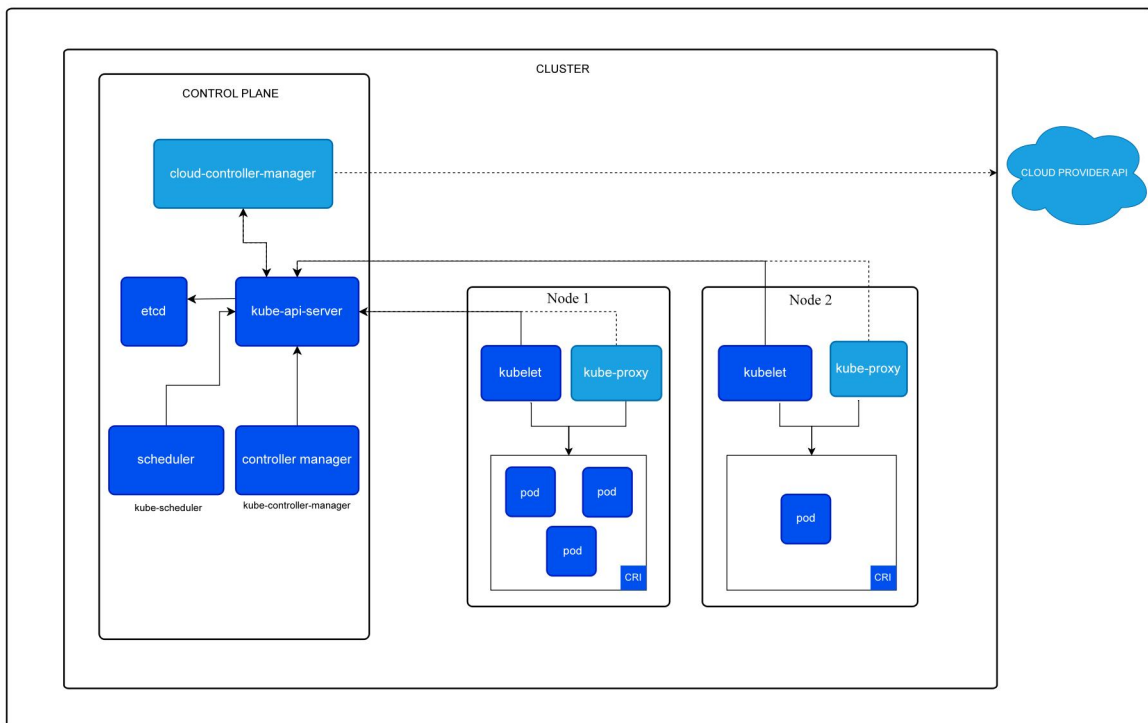 CLUSTER
CONTROL PLANE
cloud-controller-manager
CLOUD PROVIDER API
etcd
kube-api-server
scheduler
kube-scheduler
controller manager
kube-controller-manager
Node 1
kubelet
kube-proxy
pod
pod
pod
CRI
Node 2
kubelet
kube-proxy
pod
CRI